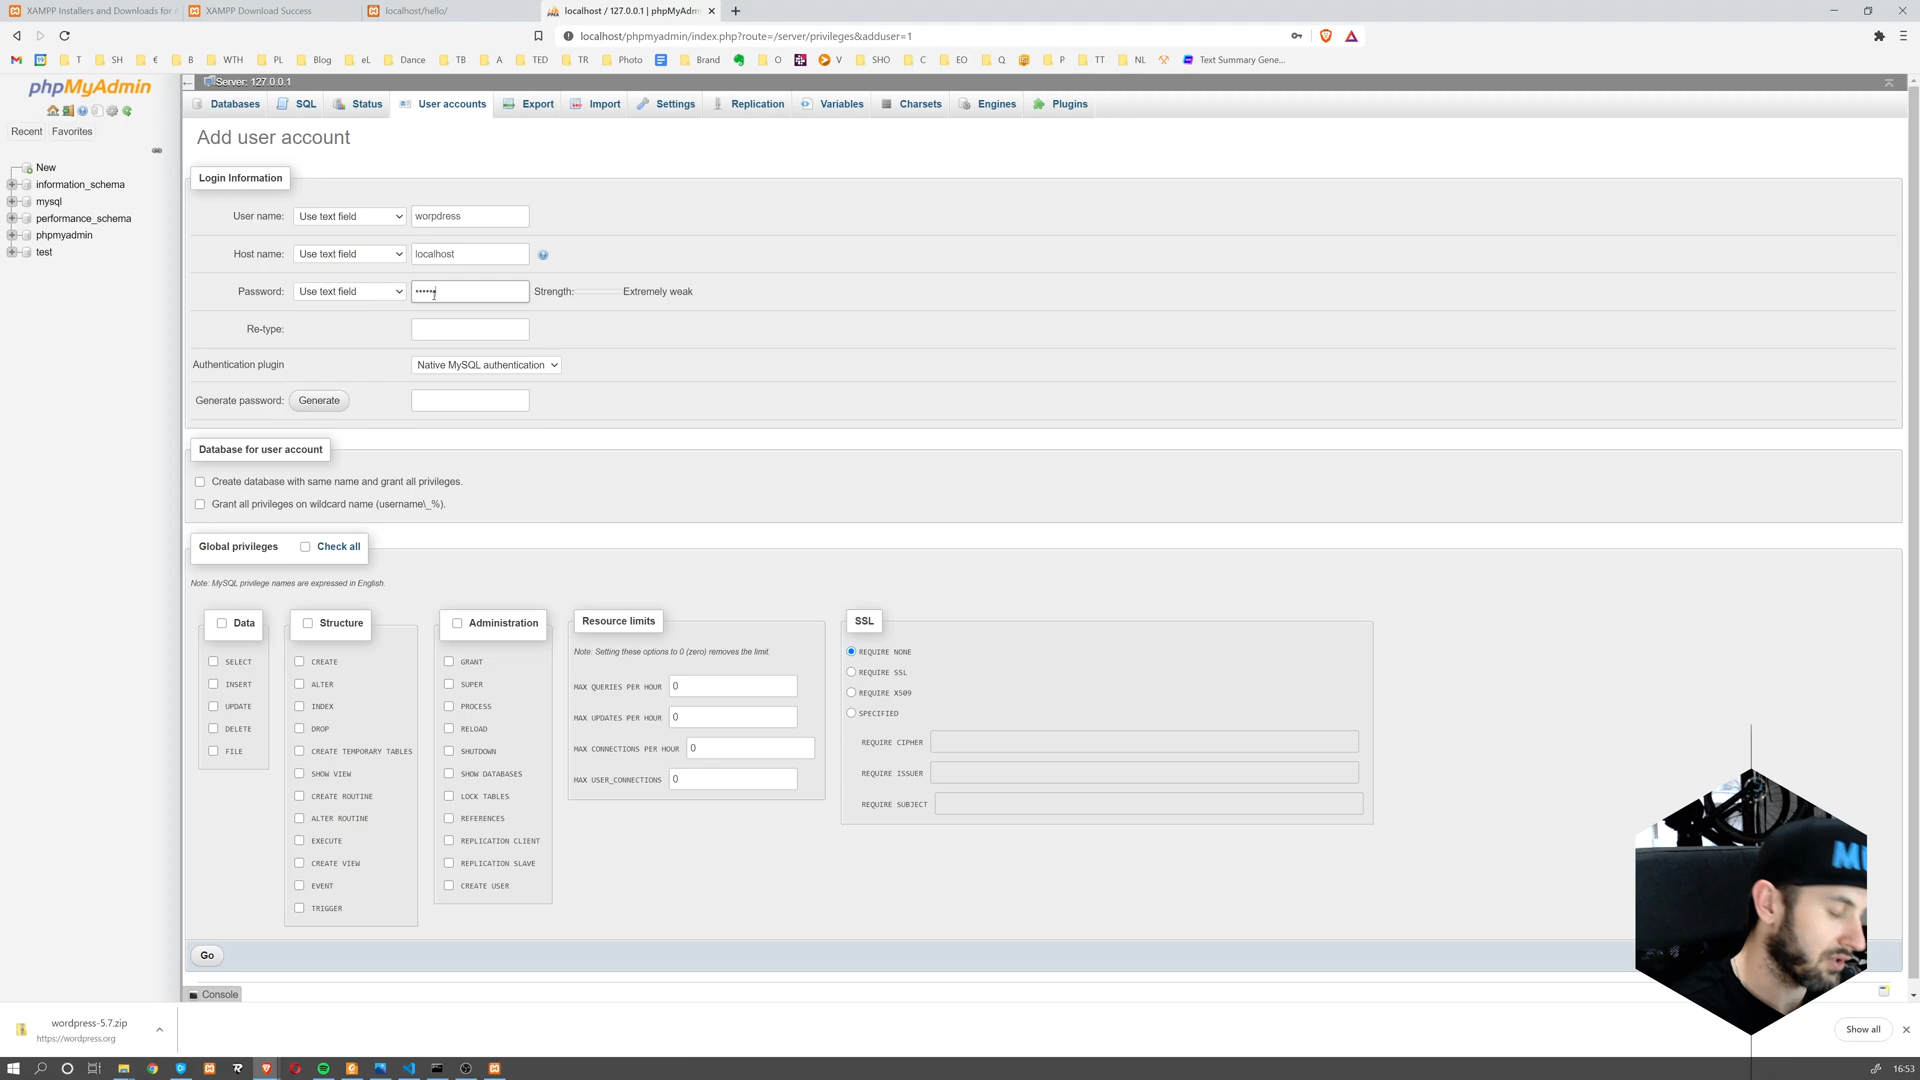 XAMPP Installers and Downloads for A
XAMPP Download Success
localhost/hello/
localhost / 127.0.0.1 | phpMyAdm
localhost/phpmyadmin/index.php?route=/server/privileges&adduser=1
T SH € B WTH PL Blog eL Dance TB A TED TR Photo Brand O V SHO C EO Q P TT NL Text Summary Gene...
phpMyAdmin
Recent Favorites
New
information_schema
mysql
performance_schema
phpmyadmin
test
Server: 127.0.0.1
Databases SQL Status User accounts Export Import Settings Replication Variables Charsets Engines Plugins
Add user account
Login Information
User name: Use text field worpdress
Host name: Use text field localhost
Password: Use text field •••••• Strength: Extremely weak
Re-type:
Authentication plugin Native MySQL authentication
Generate password: Generate
Database for user account
Create database with same name and grant all privileges.
Grant all privileges on wildcard name (username\_%).
Global privileges Check all
Note: MySQL privilege names are expressed in English.
Data
SELECT
INSERT
UPDATE
DELETE
FILE
Structure
CREATE
ALTER
INDEX
DROP
CREATE TEMPORARY TABLES
SHOW VIEW
CREATE ROUTINE
ALTER ROUTINE
EXECUTE
CREATE VIEW
EVENT
TRIGGER
Administration
GRANT
SUPER
PROCESS
RELOAD
SHUTDOWN
SHOW DATABASES
LOCK TABLES
REFERENCES
REPLICATION CLIENT
REPLICATION SLAVE
CREATE USER
Resource limits
Note: Setting these options to 0 (zero) removes the limit.
MAX QUERIES PER HOUR 0
MAX UPDATES PER HOUR 0
MAX CONNECTIONS PER HOUR 0
MAX USER_CONNECTIONS 0
SSL
REQUIRE NONE
REQUIRE SSL
REQUIRE X509
SPECIFIED
REQUIRE CIPHER
REQUIRE ISSUER
REQUIRE SUBJECT
Go
Console
wordpress-5.7.zip
https://wordpress.org
Show all
16:53